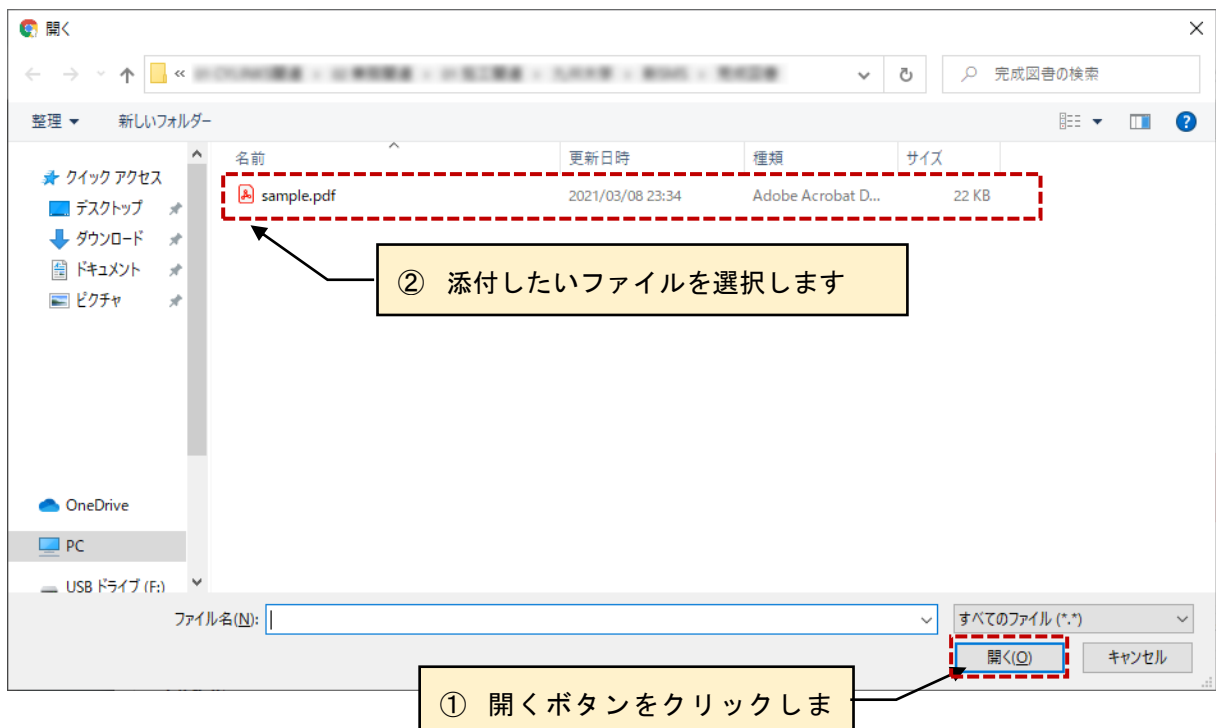 開く
«
完成図書の検索
整理
新しいフォルダー
名前
更新日時
種類
サイズ
クイック アクセス
sample.pdf
2021/03/08 23:34
Adobe Acrobat D...
22 KB
デスクトップ
ダウンロード
ドキュメント
ピクチャ
② 添付したいファイルを選択します
OneDrive
PC
USB ドライブ (F:)
ファイル名(N):
すべてのファイル (*.*)
開く(O)
キャンセル
① 開くボタンをクリックしま